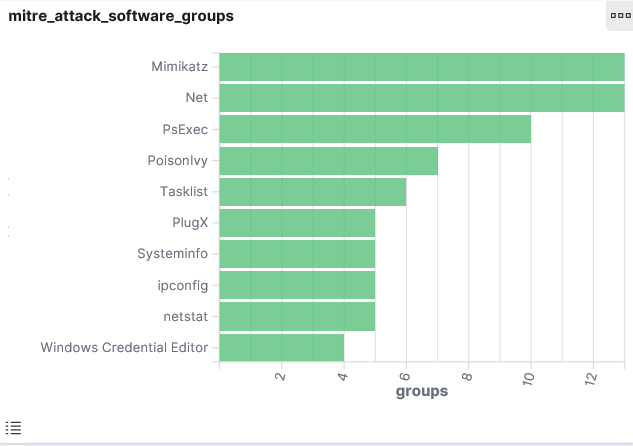 mitre_attack_software_groups
Mimikatz
Net
PsExec
PoisonIvy
Tasklist
PlugX
Systeminfo
ipconfig
netstat
Windows Credential Editor
2
4
6
8
10
12
groups